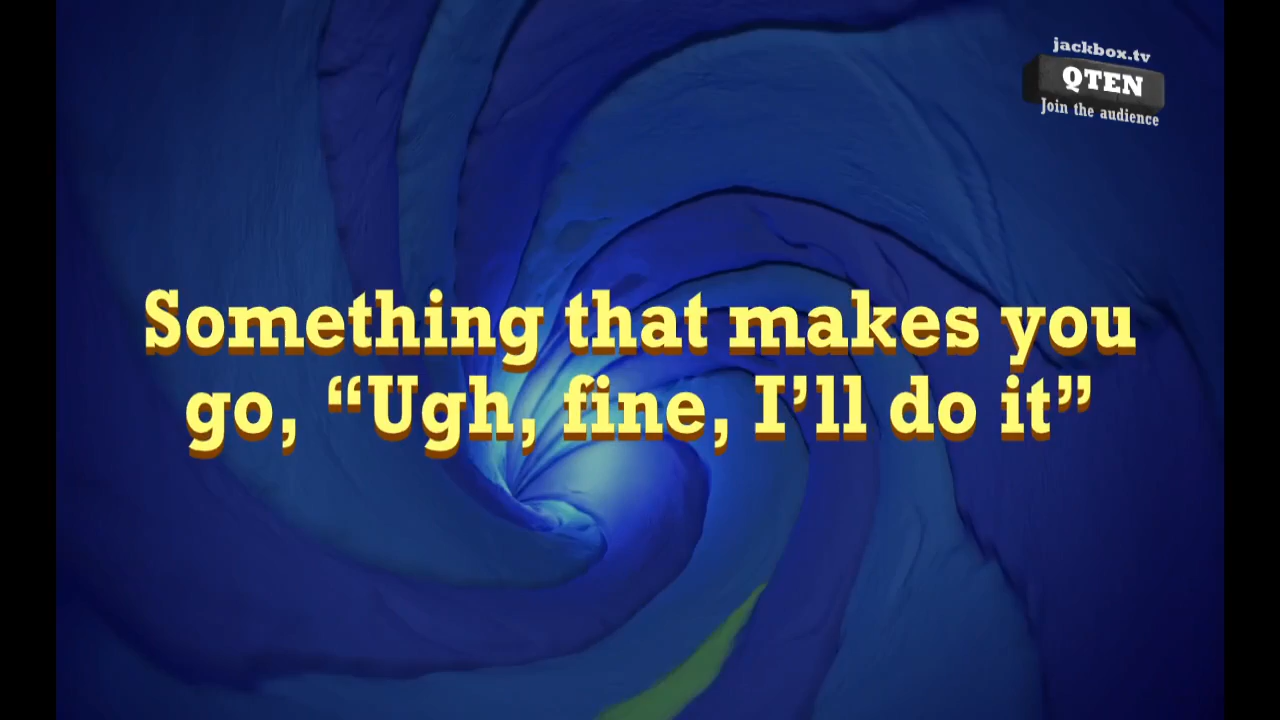 jackbox.tv
QTEN
Join the audience
Something that makes you
go, “Ugh, fine, I’ll do it”